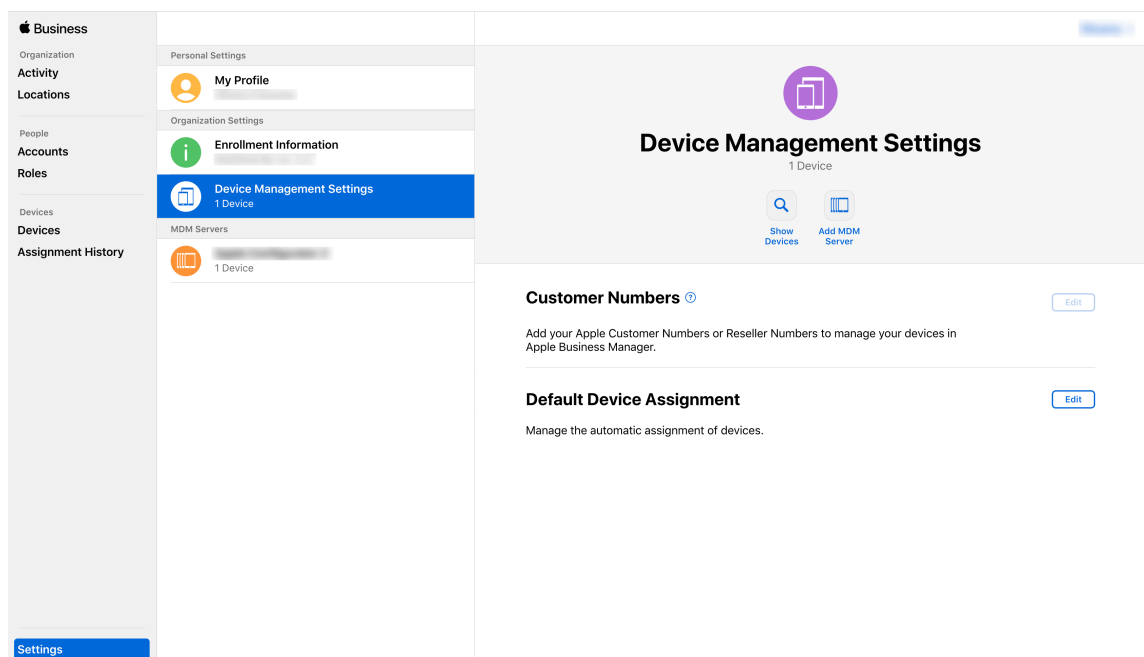 Business
Organization
Activity
Locations
People
Accounts
Roles
Devices
Devices
Assignment History
Settings
Personal Settings
My Profile
Organization Settings
Enrollment Information
Device Management Settings
1 Device
MDM Servers
1 Device
Device Management Settings
1 Device
Show
Devices
Add MDM
Server
Customer Numbers ?
Edit
Add your Apple Customer Numbers or Reseller Numbers to manage your devices in
Apple Business Manager.
Default Device Assignment
Edit
Manage the automatic assignment of devices.